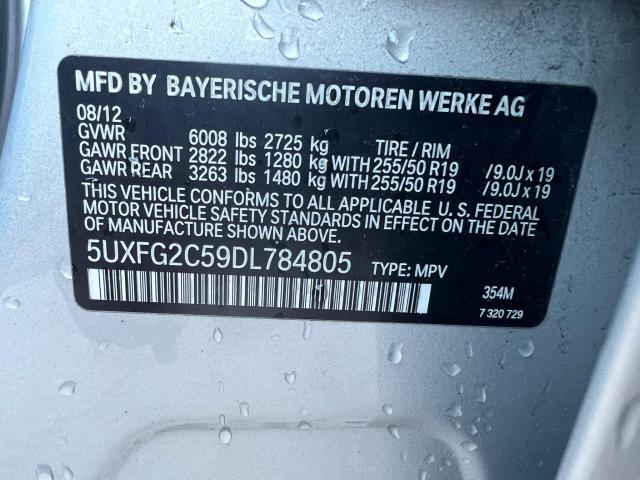 MFD BY BAYERISCHE MOTOREN WERKE AG
08/12
GVWR 6008 lbs 2725 kg TIRE / RIM
GAWR FRONT 2822 lbs 1280 kg WITH 255/50 R19 /9.0J x 19
GAWR REAR 3263 lbs 1480 kg WITH 255/50 R19 /9.0J x 19
THIS VEHICLE CONFORMS TO ALL APPLICABLE U. S. FEDERAL
MOTOR VEHICLE SAFETY STANDARDS IN EFFECT ON THE DATE
OF MANUFACTURE SHOWN ABOVE.
5UXFG2C59DL784805 TYPE: MPV
354M
7 320 729